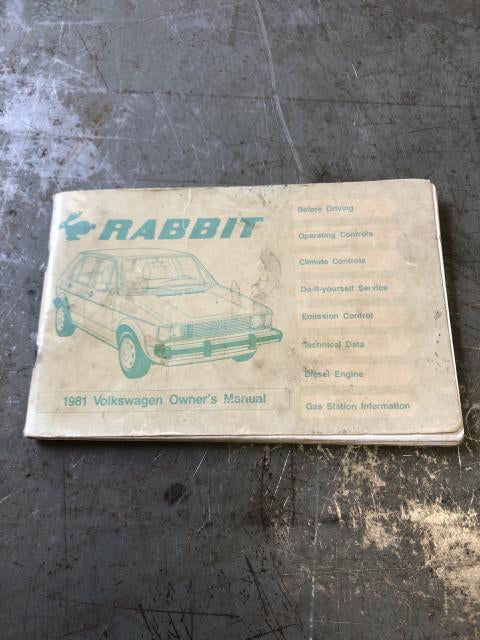 RABBIT
1981 Volkswagen Owner's Manual
Before Driving
Operating Controls
Climate Controls
Do-it-yourself Service
Emission Control
Technical Data
Diesel Engine
Gas Station Information